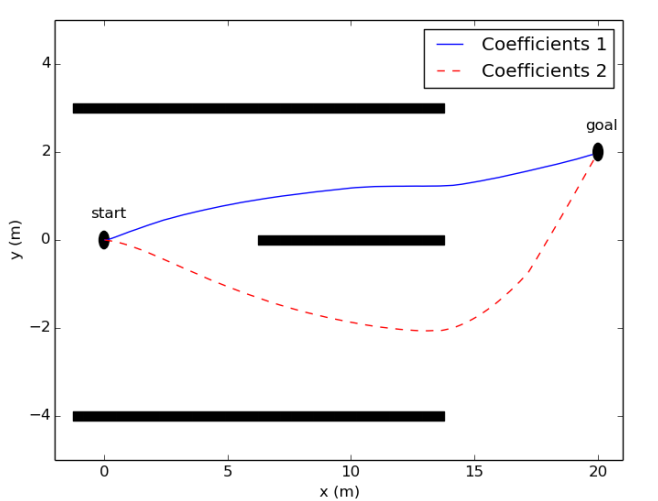 Coefficients 1
Coefficients 2
goal
start
y (m)
4
2
0
−2
−4
0
5
10
15
20
x (m)